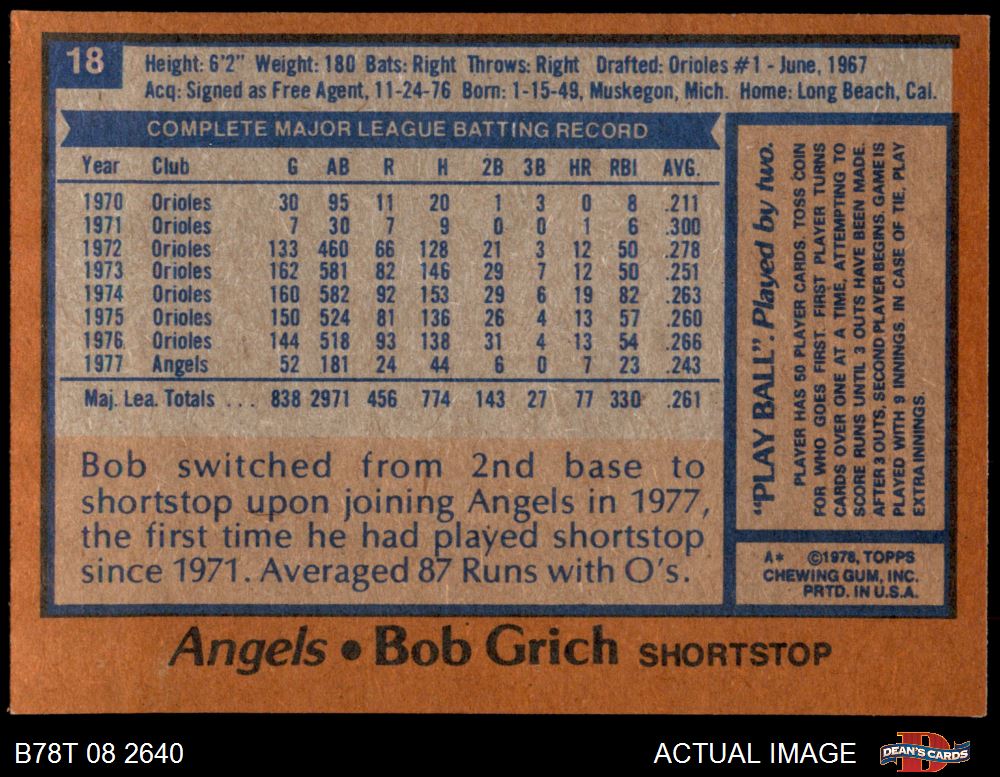 18
Height: 6'2" Weight: 180 Bats: Right Throws: Right Drafted: Orioles #1 - June, 1967
Acq: Signed as Free Agent, 11-24-76 Born: 1-15-49, Muskegon, Mich. Home: Long Beach, Cal.
COMPLETE MAJOR LEAGUE BATTING RECORD
Year Club G AB R H 2B 3B HR RBI AVG.
1970 Orioles 30 95 11 20 1 3 0 8 .211
1971 Orioles 7 30 7 9 0 0 1 6 .300
1972 Orioles 133 460 66 128 21 3 12 50 .278
1973 Orioles 162 581 82 146 29 7 12 50 .251
1974 Orioles 160 582 92 153 29 6 19 82 .263
1975 Orioles 150 524 81 136 26 4 13 57 .260
1976 Orioles 144 518 93 138 31 4 13 54 .266
1977 Angels 52 181 24 44 6 0 7 23 .243
Maj. Lea. Totals ... 838 2971 456 774 143 27 77 330 .261
Bob switched from 2nd base to
shortstop upon joining Angels in 1977,
the first time he had played shortstop
since 1971. Averaged 87 Runs with O's.
"PLAY BALL". Played by two.
PLAYER HAS 50 PLAYER CARDS. TOSS COIN
FOR WHO GOES FIRST. FIRST PLAYER TURNS
CARDS OVER ONE AT A TIME, ATTEMPTING TO
SCORE RUNS UNTIL 3 OUTS HAVE BEEN MADE.
AFTER 3 OUTS, SECOND PLAYER BEGINS. GAME IS
PLAYED WITH 9 INNINGS. IN CASE OF TIE, PLAY
EXTRA INNINGS.
A* ©1978, TOPPS
CHEWING GUM, INC.
PRTD. IN U.S.A.
Angels • Bob Grich SHORTSTOP
B78T 08 2640
ACTUAL IMAGE
D
DEAN'S CARDS